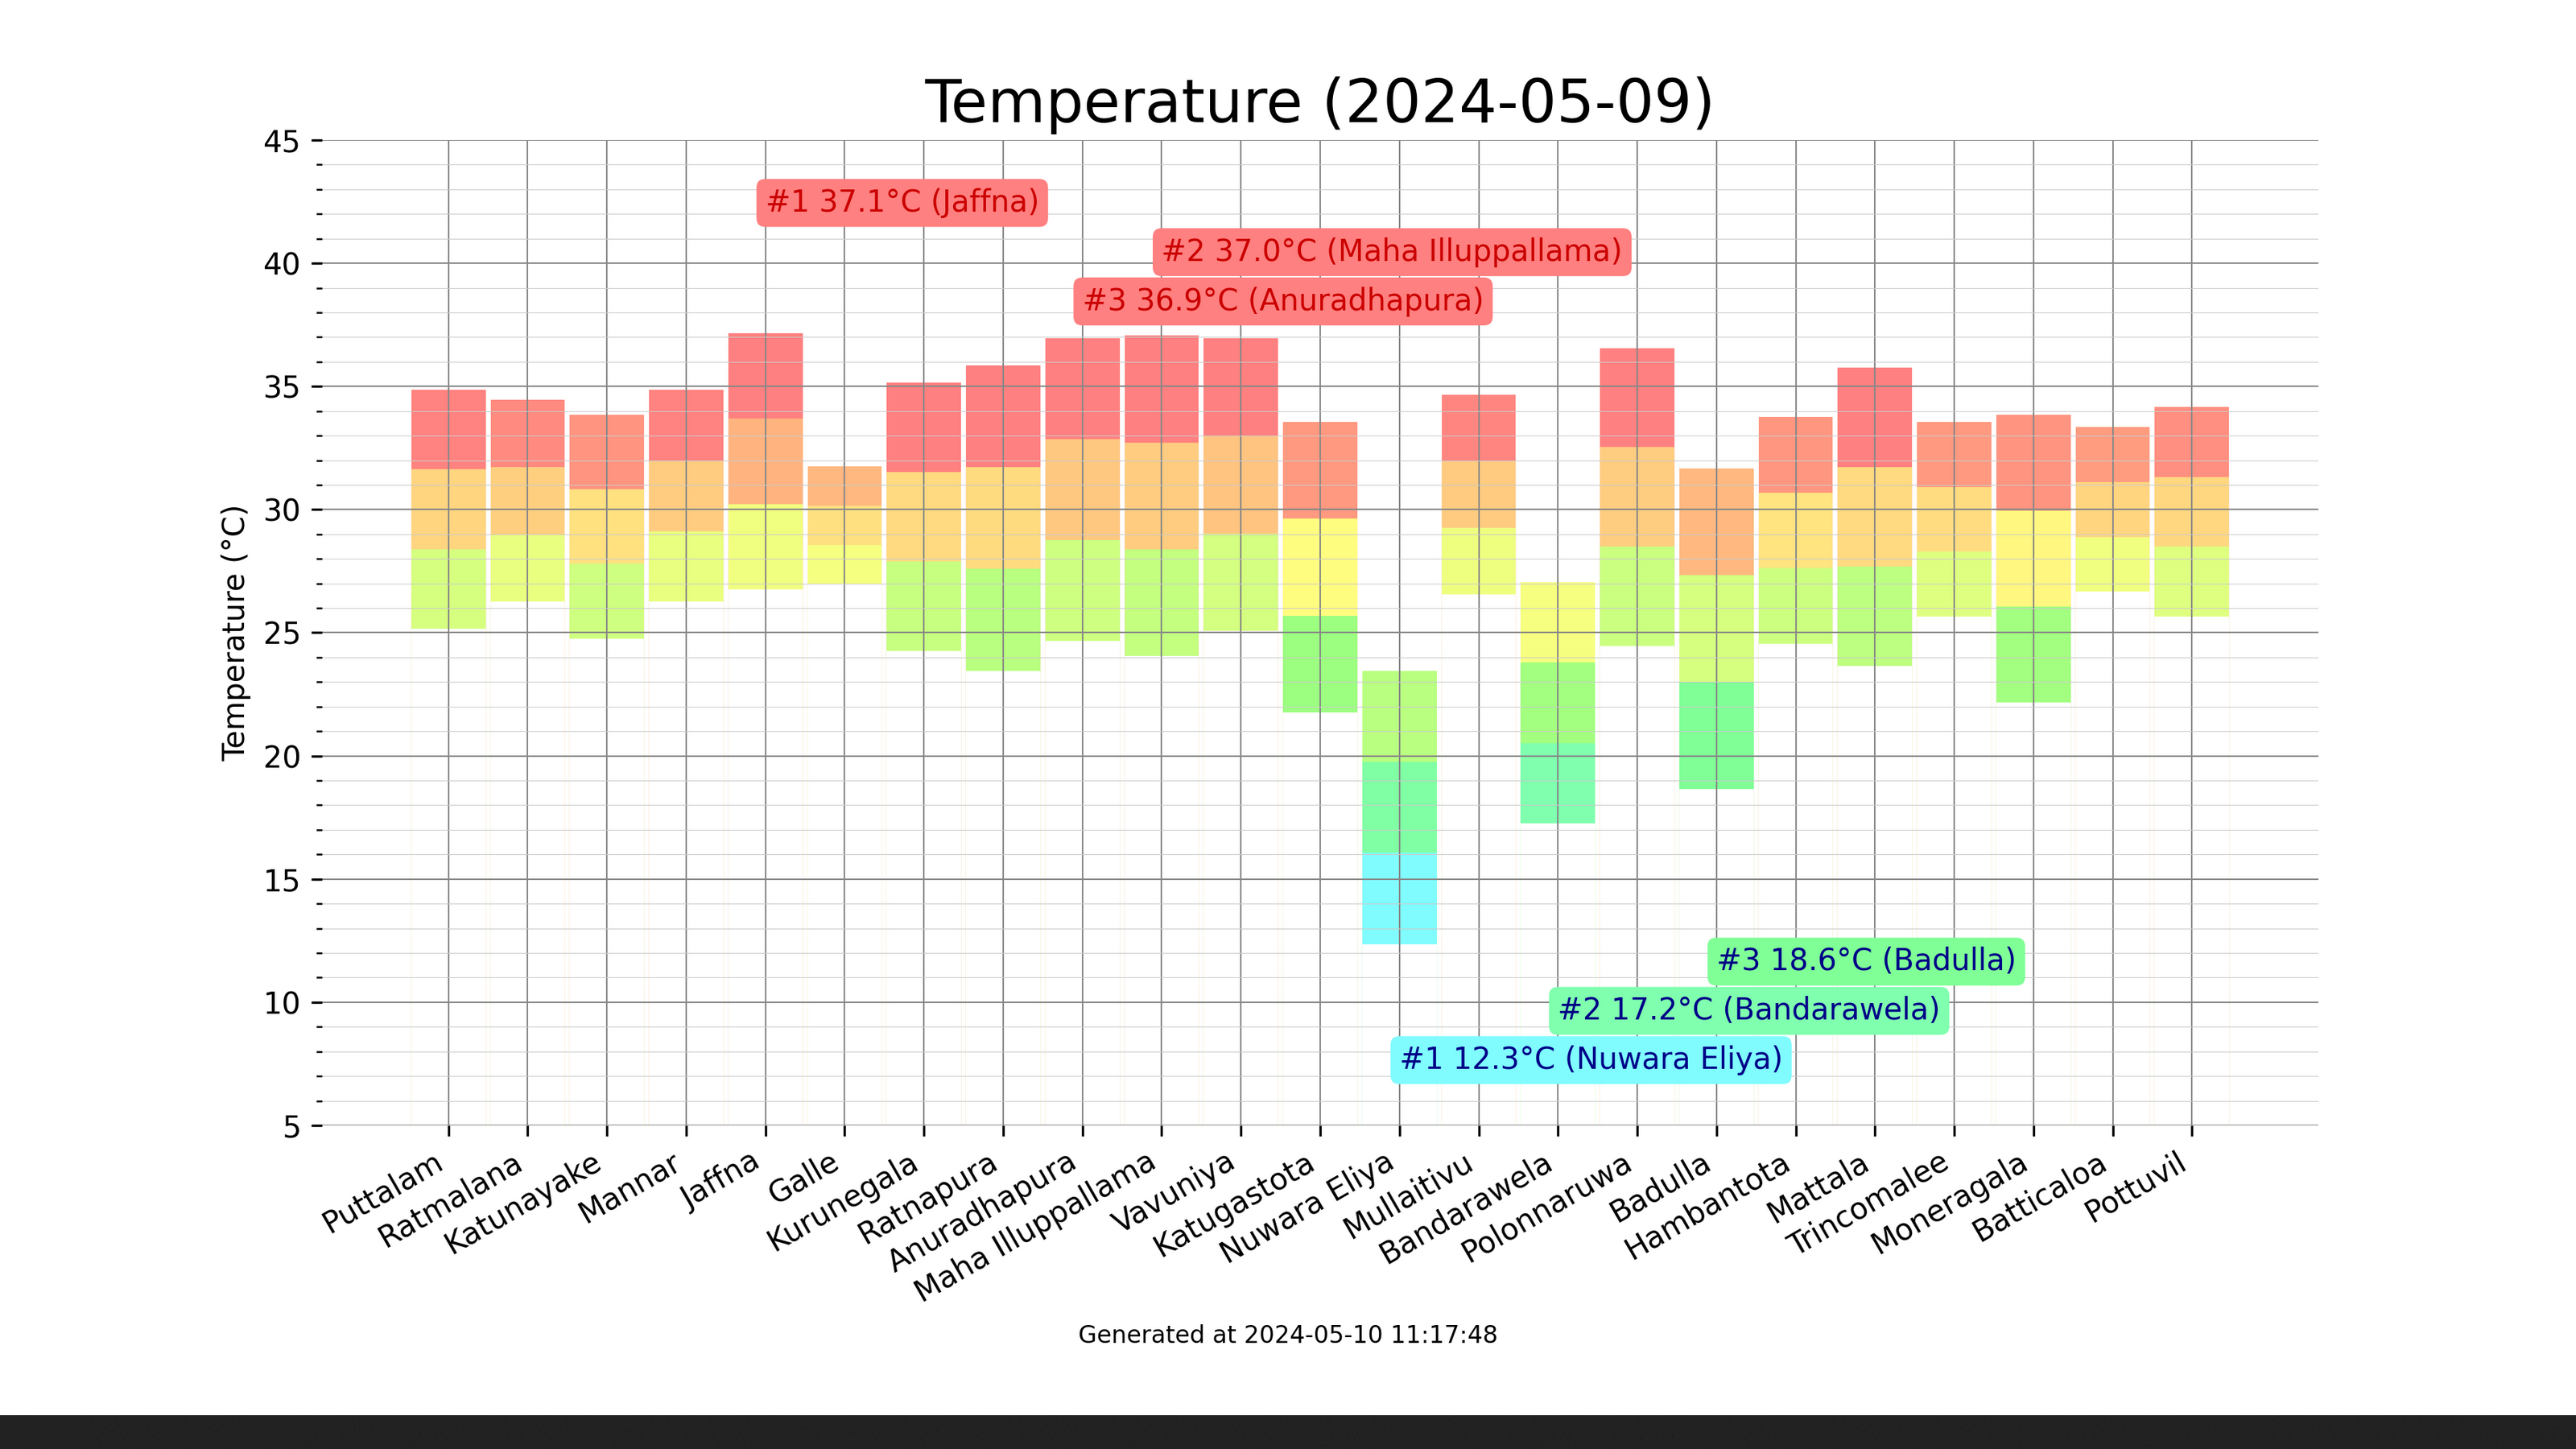 Temperature (2024-05-09)
45
40
35
30
25
20
15
10
5
Temperature (°C)
#1 37.1°C (Jaffna)
#2 37.0°C (Maha Illuppallama)
#3 36.9°C (Anuradhapura)
#3 18.6°C (Badulla)
#2 17.2°C (Bandarawela)
#1 12.3°C (Nuwara Eliya)
Puttalam
Ratmalana
Katunayake
Mannar
Jaffna
Galle
Kurunegala
Ratnapura
Anuradhapura
Maha Illuppallama
Vavuniya
Katugastota
Nuwara Eliya
Mullaitivu
Bandarawela
Polonnaruwa
Badulla
Hambantota
Mattala
Trincomalee
Moneragala
Batticaloa
Pottuvil
Generated at 2024-05-10 11:17:48